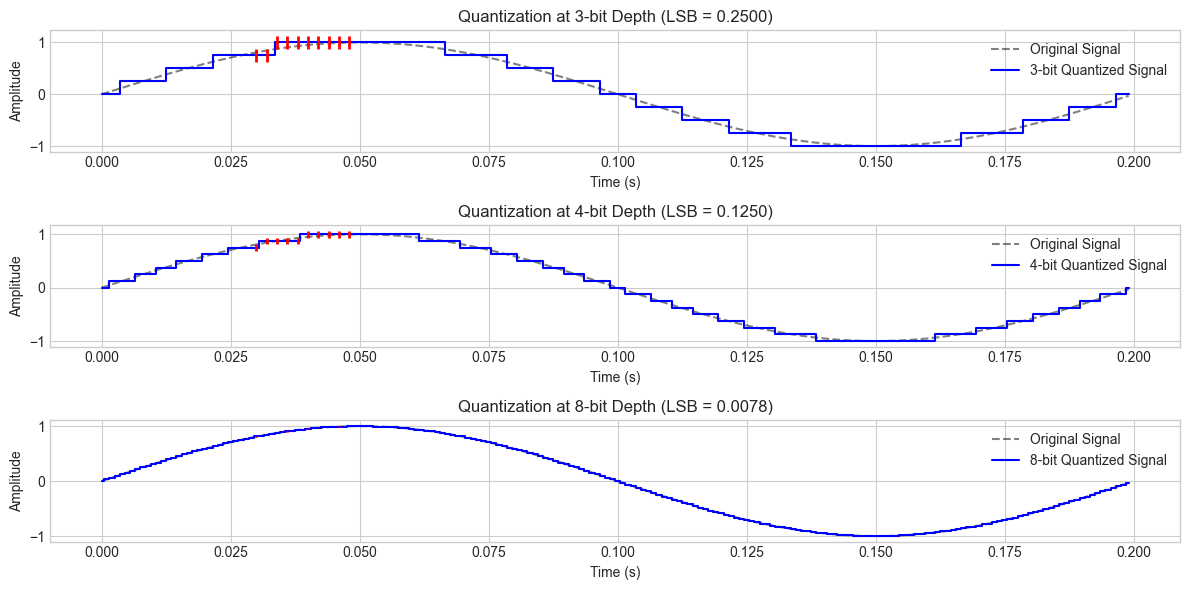 Quantization at 3-bit Depth (LSB = 0.2500)
1
0
−1
Amplitude
Original Signal
3-bit Quantized Signal
0.000 0.025 0.050 0.075 0.100 0.125 0.150 0.175 0.200
Time (s)
Quantization at 4-bit Depth (LSB = 0.1250)
1
0
−1
Amplitude
Original Signal
4-bit Quantized Signal
0.000 0.025 0.050 0.075 0.100 0.125 0.150 0.175 0.200
Time (s)
Quantization at 8-bit Depth (LSB = 0.0078)
1
0
−1
Amplitude
Original Signal
8-bit Quantized Signal
0.000 0.025 0.050 0.075 0.100 0.125 0.150 0.175 0.200
Time (s)